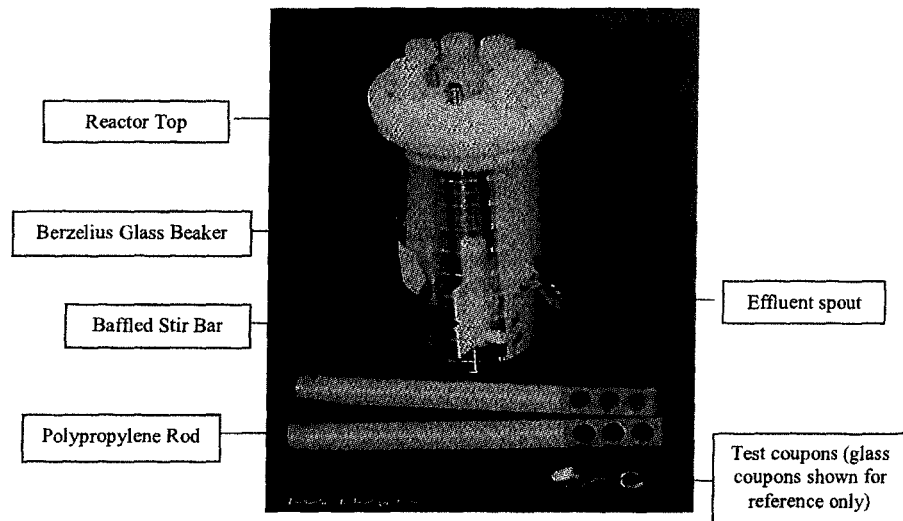 Reactor Top
Berzelius Glass Beaker
Baffled Stir Bar
Polypropylene Rod
Effluent spout
Test coupons (glass
coupons shown for
reference only)